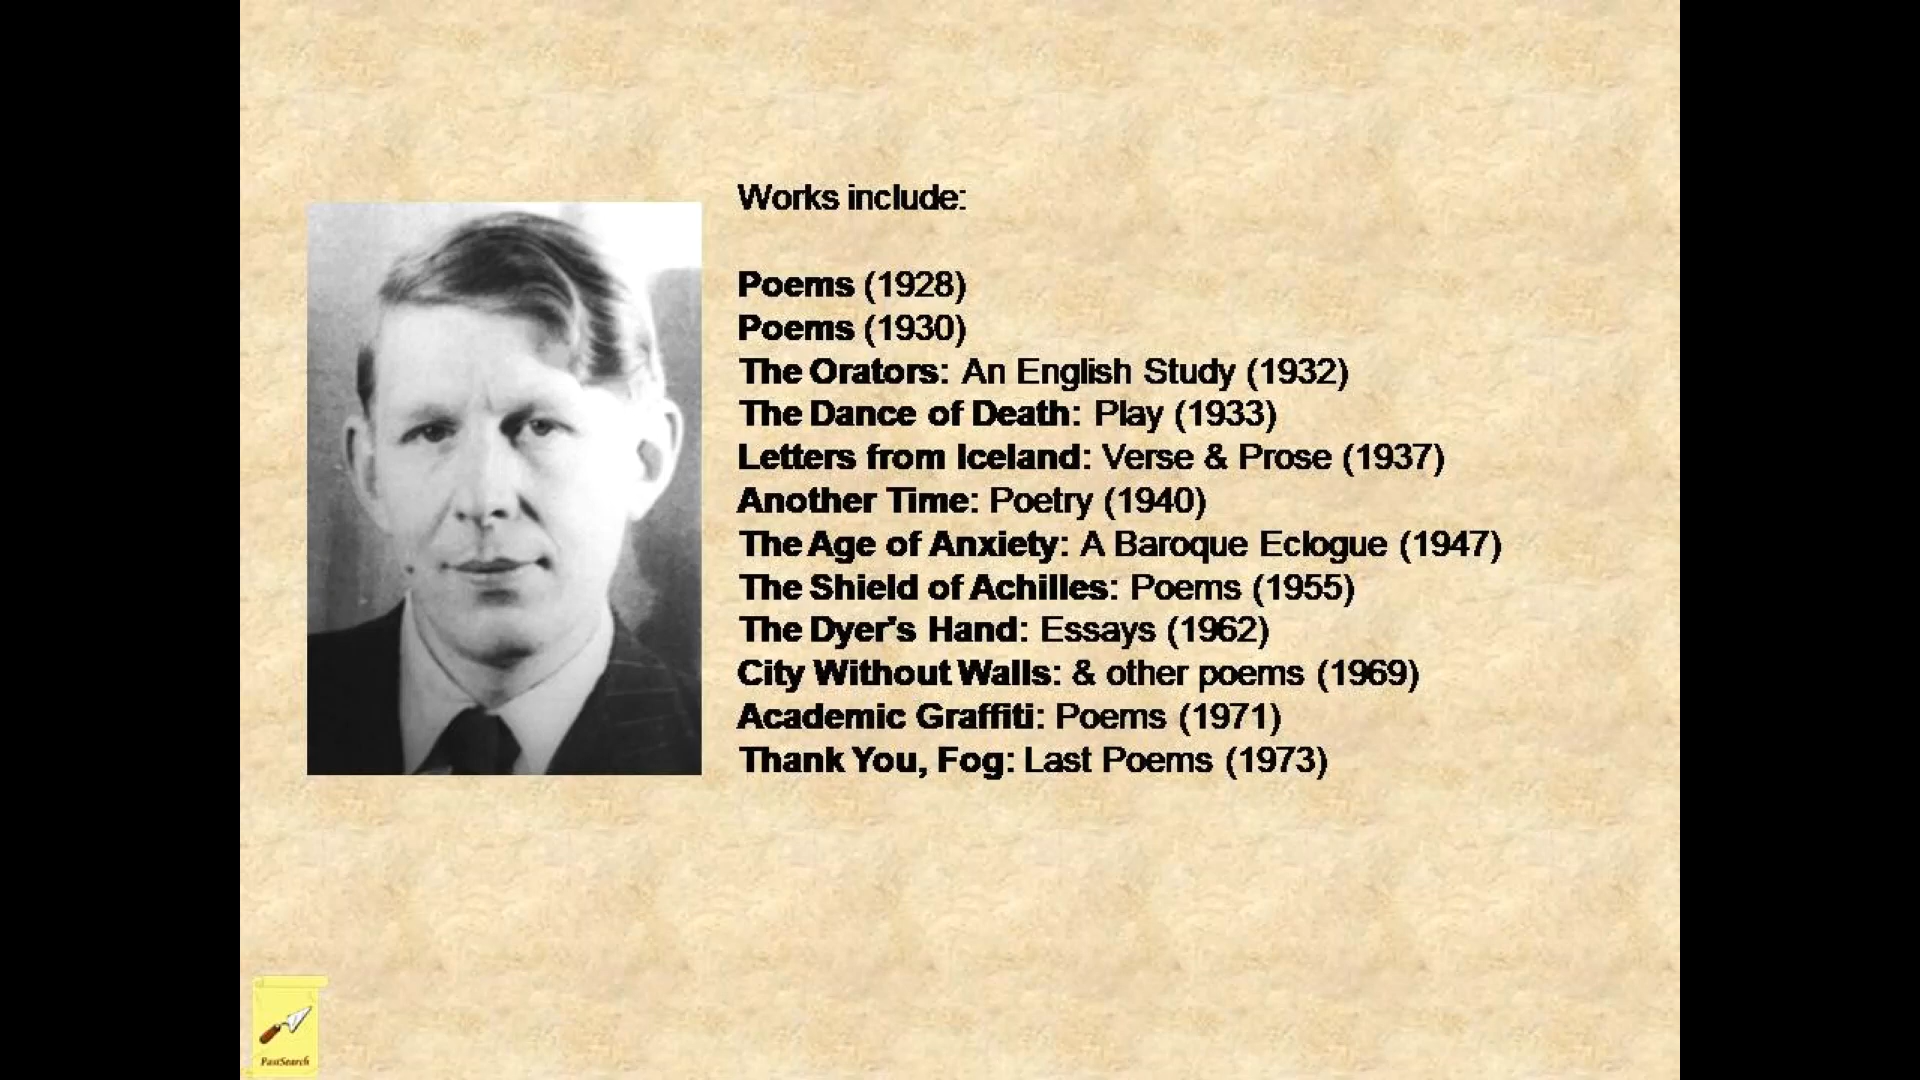 Works include:
Poems (1928)
Poems (1930)
The Orators: An English Study (1932)
The Dance of Death: Play (1933)
Letters from Iceland: Verse & Prose (1937)
Another Time: Poetry (1940)
The Age of Anxiety: A Baroque Eclogue (1947)
The Shield of Achilles: Poems (1955)
The Dyer's Hand: Essays (1962)
City Without Walls: & other poems (1969)
Academic Graffiti: Poems (1971)
Thank You, Fog: Last Poems (1973)
PastSearch